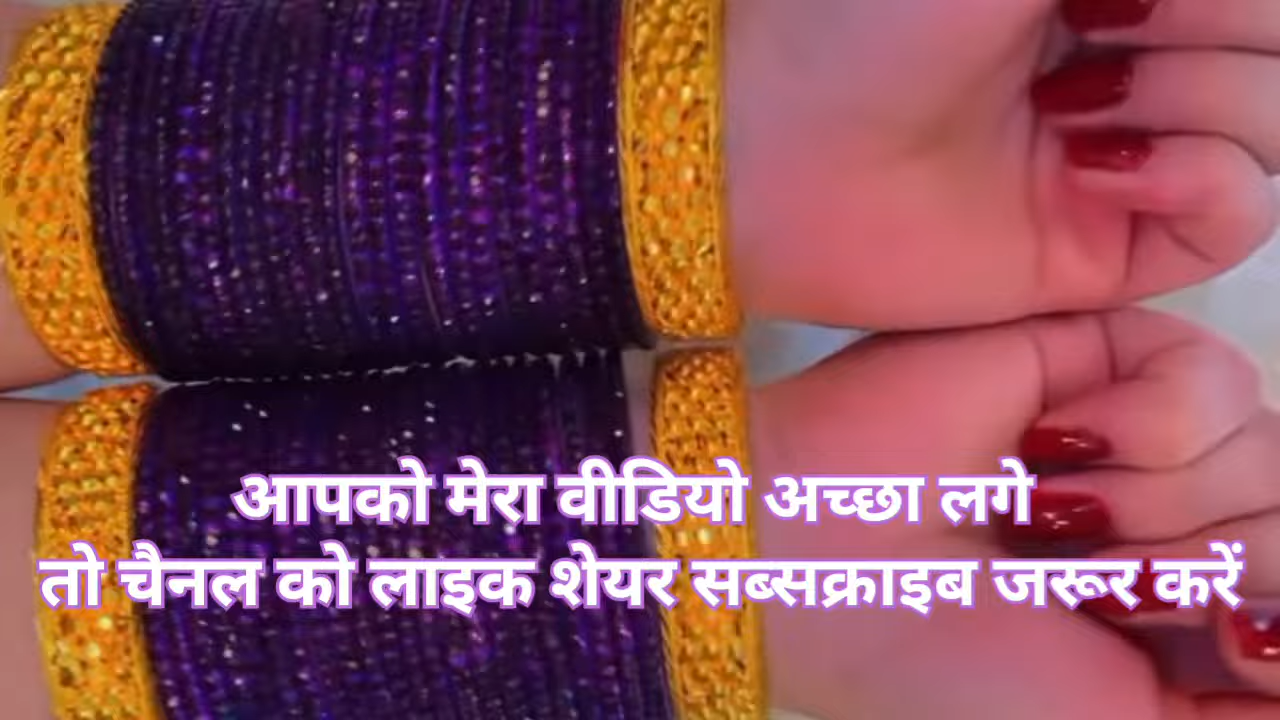 आपको मेरा वीडियो अच्छा लगे
तो चैनल को लाइक शेयर सब्सक्राइब जरूर करें